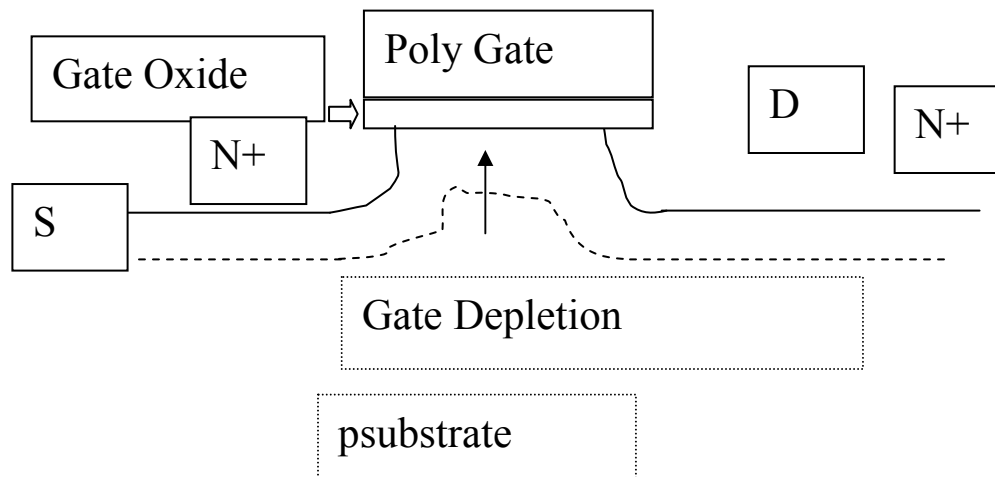 Poly Gate
Gate Oxide
D
N+
N+
S
Gate Depletion
psubstrate